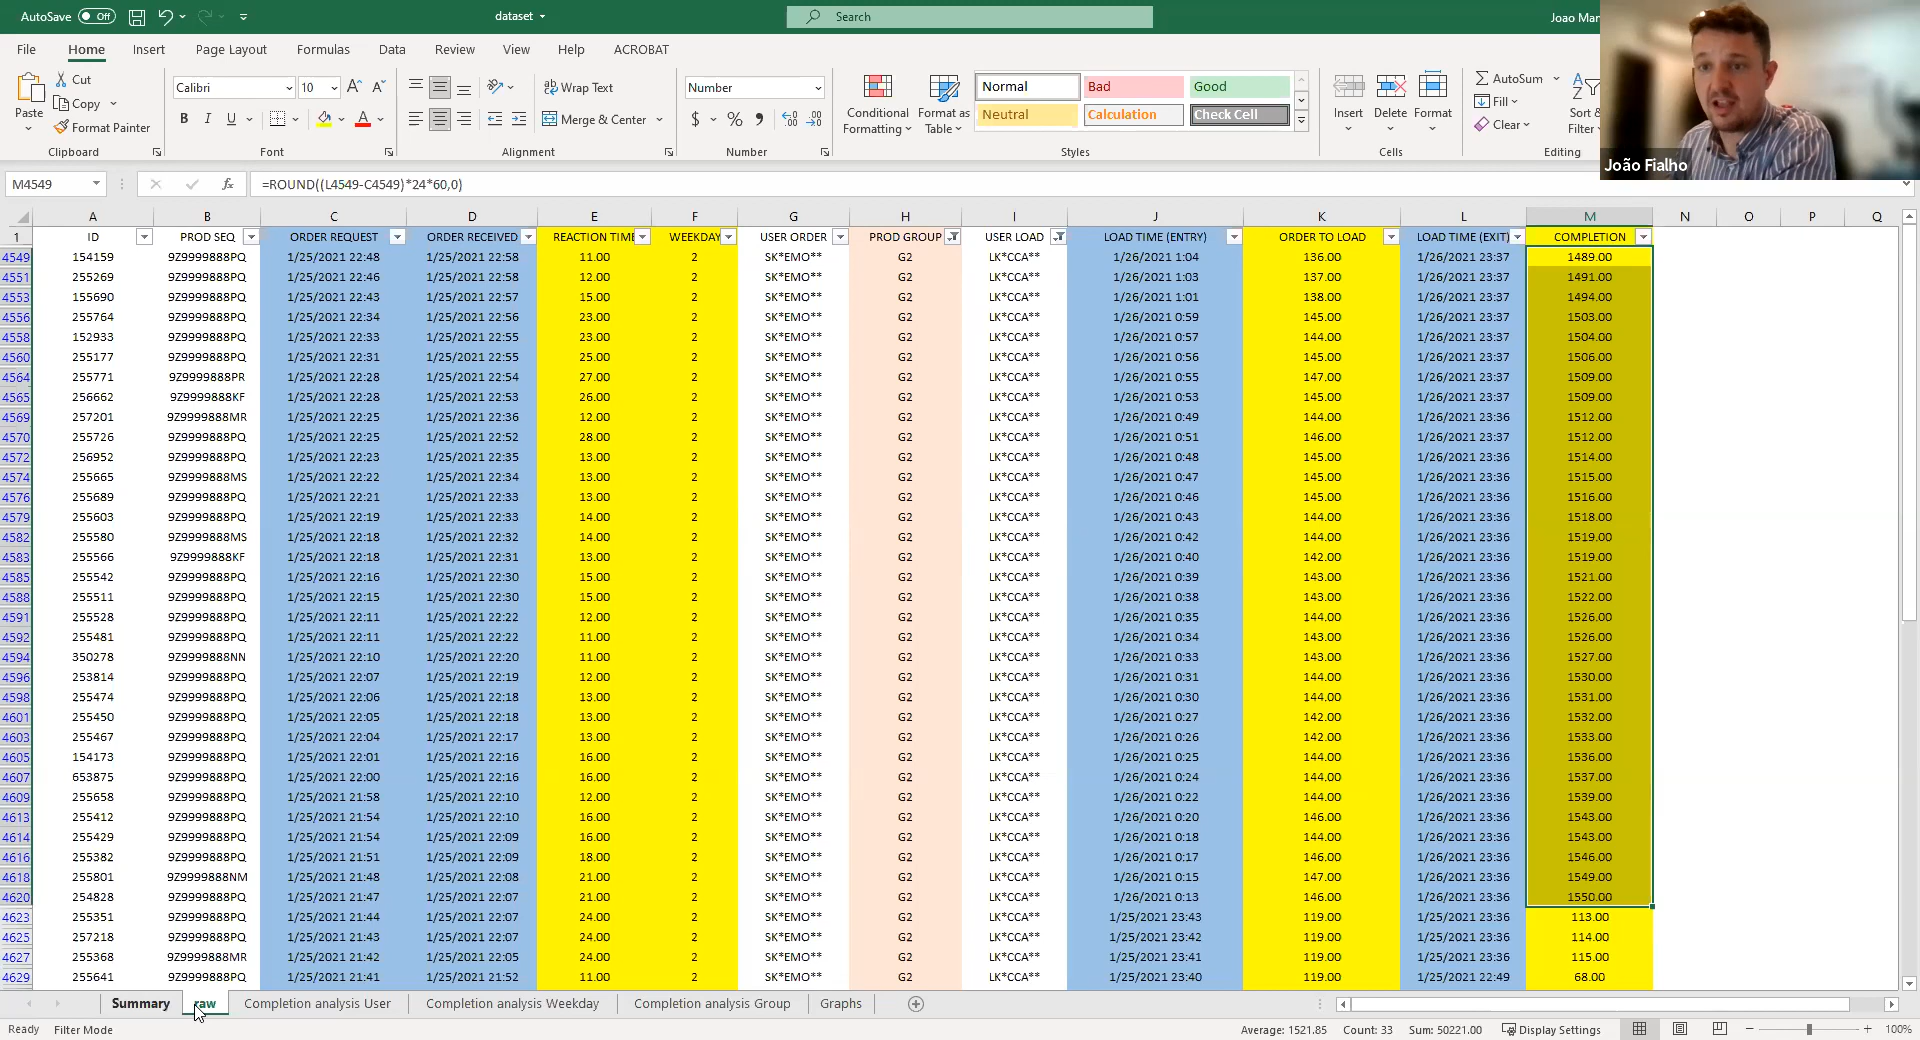 AutoSave Off dataset Search Joao Man
File Home Insert Page Layout Formulas Data Review View Help ACROBAT
Paste Cut Copy Format Painter Clipboard
Calibri 10 B I U A Font
Wrap Text Merge & Center Alignment
Number $ % Number
Conditional Formatting Format as Table Normal Bad Good Neutral Calculation Check Cell Styles
Insert Delete Format Cells
AutoSum Fill Clear Sort & Filter Editing
João Fialho
M4549 fx =ROUND((L4549-C4549)*24*60,0)
A B C D E F G H I J K L M N O P Q
1 ID PROD SEQ ORDER REQUEST ORDER RECEIVED REACTION TIME WEEKDAY USER ORDER PROD GROUP USER LOAD LOAD TIME (ENTRY) ORDER TO LOAD LOAD TIME (EXIT) COMPLETION
4549 154159 9Z9999888PQ 1/25/2021 22:48 1/25/2021 22:58 11.00 2 SK*EMO** G2 LK*CCA** 1/26/2021 1:04 136.00 1/26/2021 23:37 1489.00
4551 255269 9Z9999888PQ 1/25/2021 22:46 1/25/2021 22:58 12.00 2 SK*EMO** G2 LK*CCA** 1/26/2021 1:03 137.00 1/26/2021 23:37 1491.00
4553 155690 9Z9999888PQ 1/25/2021 22:43 1/25/2021 22:57 15.00 2 SK*EMO** G2 LK*CCA** 1/26/2021 1:01 138.00 1/26/2021 23:37 1494.00
4556 255764 9Z9999888PQ 1/25/2021 22:34 1/25/2021 22:56 23.00 2 SK*EMO** G2 LK*CCA** 1/26/2021 0:59 145.00 1/26/2021 23:37 1503.00
4558 152933 9Z9999888PQ 1/25/2021 22:33 1/25/2021 22:55 23.00 2 SK*EMO** G2 LK*CCA** 1/26/2021 0:57 144.00 1/26/2021 23:37 1504.00
4560 255177 9Z9999888PQ 1/25/2021 22:31 1/25/2021 22:55 25.00 2 SK*EMO** G2 LK*CCA** 1/26/2021 0:56 145.00 1/26/2021 23:37 1506.00
4564 255771 9Z9999888PR 1/25/2021 22:28 1/25/2021 22:54 27.00 2 SK*EMO** G2 LK*CCA** 1/26/2021 0:55 147.00 1/26/2021 23:37 1509.00
4565 256662 9Z9999888KF 1/25/2021 22:28 1/25/2021 22:53 26.00 2 SK*EMO** G2 LK*CCA** 1/26/2021 0:53 145.00 1/26/2021 23:37 1509.00
4569 257201 9Z9999888MR 1/25/2021 22:25 1/25/2021 22:36 12.00 2 SK*EMO** G2 LK*CCA** 1/26/2021 0:49 144.00 1/26/2021 23:36 1512.00
4570 255726 9Z9999888PQ 1/25/2021 22:25 1/25/2021 22:52 28.00 2 SK*EMO** G2 LK*CCA** 1/26/2021 0:51 146.00 1/26/2021 23:37 1512.00
4572 256952 9Z9999888PQ 1/25/2021 22:23 1/25/2021 22:35 13.00 2 SK*EMO** G2 LK*CCA** 1/26/2021 0:48 145.00 1/26/2021 23:36 1514.00
4574 255665 9Z9999888MS 1/25/2021 22:22 1/25/2021 22:34 13.00 2 SK*EMO** G2 LK*CCA** 1/26/2021 0:47 145.00 1/26/2021 23:36 1515.00
4576 255689 9Z9999888PQ 1/25/2021 22:21 1/25/2021 22:33 13.00 2 SK*EMO** G2 LK*CCA** 1/26/2021 0:46 145.00 1/26/2021 23:36 1516.00
4579 255603 9Z9999888PQ 1/25/2021 22:19 1/25/2021 22:33 14.00 2 SK*EMO** G2 LK*CCA** 1/26/2021 0:43 144.00 1/26/2021 23:36 1518.00
4582 255580 9Z9999888MS 1/25/2021 22:18 1/25/2021 22:32 14.00 2 SK*EMO** G2 LK*CCA** 1/26/2021 0:42 144.00 1/26/2021 23:36 1519.00
4583 255566 9Z9999888KF 1/25/2021 22:18 1/25/2021 22:31 13.00 2 SK*EMO** G2 LK*CCA** 1/26/2021 0:40 142.00 1/26/2021 23:36 1519.00
4585 255542 9Z9999888PQ 1/25/2021 22:16 1/25/2021 22:30 15.00 2 SK*EMO** G2 LK*CCA** 1/26/2021 0:39 143.00 1/26/2021 23:36 1521.00
4588 255511 9Z9999888PQ 1/25/2021 22:15 1/25/2021 22:30 15.00 2 SK*EMO** G2 LK*CCA** 1/26/2021 0:38 143.00 1/26/2021 23:36 1522.00
4591 255528 9Z9999888PQ 1/25/2021 22:11 1/25/2021 22:22 12.00 2 SK*EMO** G2 LK*CCA** 1/26/2021 0:35 144.00 1/26/2021 23:36 1526.00
4592 255481 9Z9999888PQ 1/25/2021 22:11 1/25/2021 22:22 11.00 2 SK*EMO** G2 LK*CCA** 1/26/2021 0:34 143.00 1/26/2021 23:36 1526.00
4594 350278 9Z9999888NN 1/25/2021 22:10 1/25/2021 22:20 11.00 2 SK*EMO** G2 LK*CCA** 1/26/2021 0:33 143.00 1/26/2021 23:36 1527.00
4596 253814 9Z9999888PQ 1/25/2021 22:07 1/25/2021 22:19 12.00 2 SK*EMO** G2 LK*CCA** 1/26/2021 0:31 144.00 1/26/2021 23:36 1530.00
4598 255474 9Z9999888PQ 1/25/2021 22:06 1/25/2021 22:18 13.00 2 SK*EMO** G2 LK*CCA** 1/26/2021 0:30 144.00 1/26/2021 23:36 1531.00
4601 255450 9Z9999888PQ 1/25/2021 22:05 1/25/2021 22:18 13.00 2 SK*EMO** G2 LK*CCA** 1/26/2021 0:27 142.00 1/26/2021 23:36 1532.00
4603 255467 9Z9999888PQ 1/25/2021 22:04 1/25/2021 22:17 13.00 2 SK*EMO** G2 LK*CCA** 1/26/2021 0:26 142.00 1/26/2021 23:36 1533.00
4605 154173 9Z9999888PQ 1/25/2021 22:01 1/25/2021 22:16 16.00 2 SK*EMO** G2 LK*CCA** 1/26/2021 0:25 144.00 1/26/2021 23:36 1536.00
4607 653875 9Z9999888PQ 1/25/2021 22:00 1/25/2021 22:16 16.00 2 SK*EMO** G2 LK*CCA** 1/26/2021 0:24 144.00 1/26/2021 23:36 1537.00
4609 255658 9Z9999888PQ 1/25/2021 21:58 1/25/2021 22:10 12.00 2 SK*EMO** G2 LK*CCA** 1/26/2021 0:22 144.00 1/26/2021 23:36 1539.00
4613 255412 9Z9999888PQ 1/25/2021 21:54 1/25/2021 22:10 16.00 2 SK*EMO** G2 LK*CCA** 1/26/2021 0:20 146.00 1/26/2021 23:36 1543.00
4614 255429 9Z9999888PQ 1/25/2021 21:54 1/25/2021 22:09 16.00 2 SK*EMO** G2 LK*CCA** 1/26/2021 0:18 144.00 1/26/2021 23:36 1543.00
4616 255382 9Z9999888PQ 1/25/2021 21:51 1/25/2021 22:09 18.00 2 SK*EMO** G2 LK*CCA** 1/26/2021 0:17 146.00 1/26/2021 23:36 1546.00
4618 255801 9Z9999888NM 1/25/2021 21:48 1/25/2021 22:08 21.00 2 SK*EMO** G2 LK*CCA** 1/26/2021 0:15 147.00 1/26/2021 23:36 1549.00
4620 254828 9Z9999888PQ 1/25/2021 21:47 1/25/2021 22:07 21.00 2 SK*EMO** G2 LK*CCA** 1/26/2021 0:13 146.00 1/26/2021 23:36 1550.00
4623 255351 9Z9999888PQ 1/25/2021 21:44 1/25/2021 22:07 24.00 2 SK*EMO** G2 LK*CCA** 1/25/2021 23:43 119.00 1/25/2021 23:36 113.00
4625 257218 9Z9999888PQ 1/25/2021 21:43 1/25/2021 22:07 24.00 2 SK*EMO** G2 LK*CCA** 1/25/2021 23:42 119.00 1/25/2021 23:36 114.00
4627 255368 9Z9999888MR 1/25/2021 21:42 1/25/2021 22:05 24.00 2 SK*EMO** G2 LK*CCA** 1/25/2021 23:41 119.00 1/25/2021 23:36 115.00
4629 255641 9Z9999888PQ 1/25/2021 21:41 1/25/2021 21:52 11.00 2 SK*EMO** G2 LK*CCA** 1/25/2021 23:40 119.00 1/25/2021 22:49 68.00
Summary raw Completion analysis User Completion analysis Weekday Completion analysis Group Graphs
Ready Filter Mode Average: 1521.85 Count: 33 Sum: 50221.00 Display Settings 100%